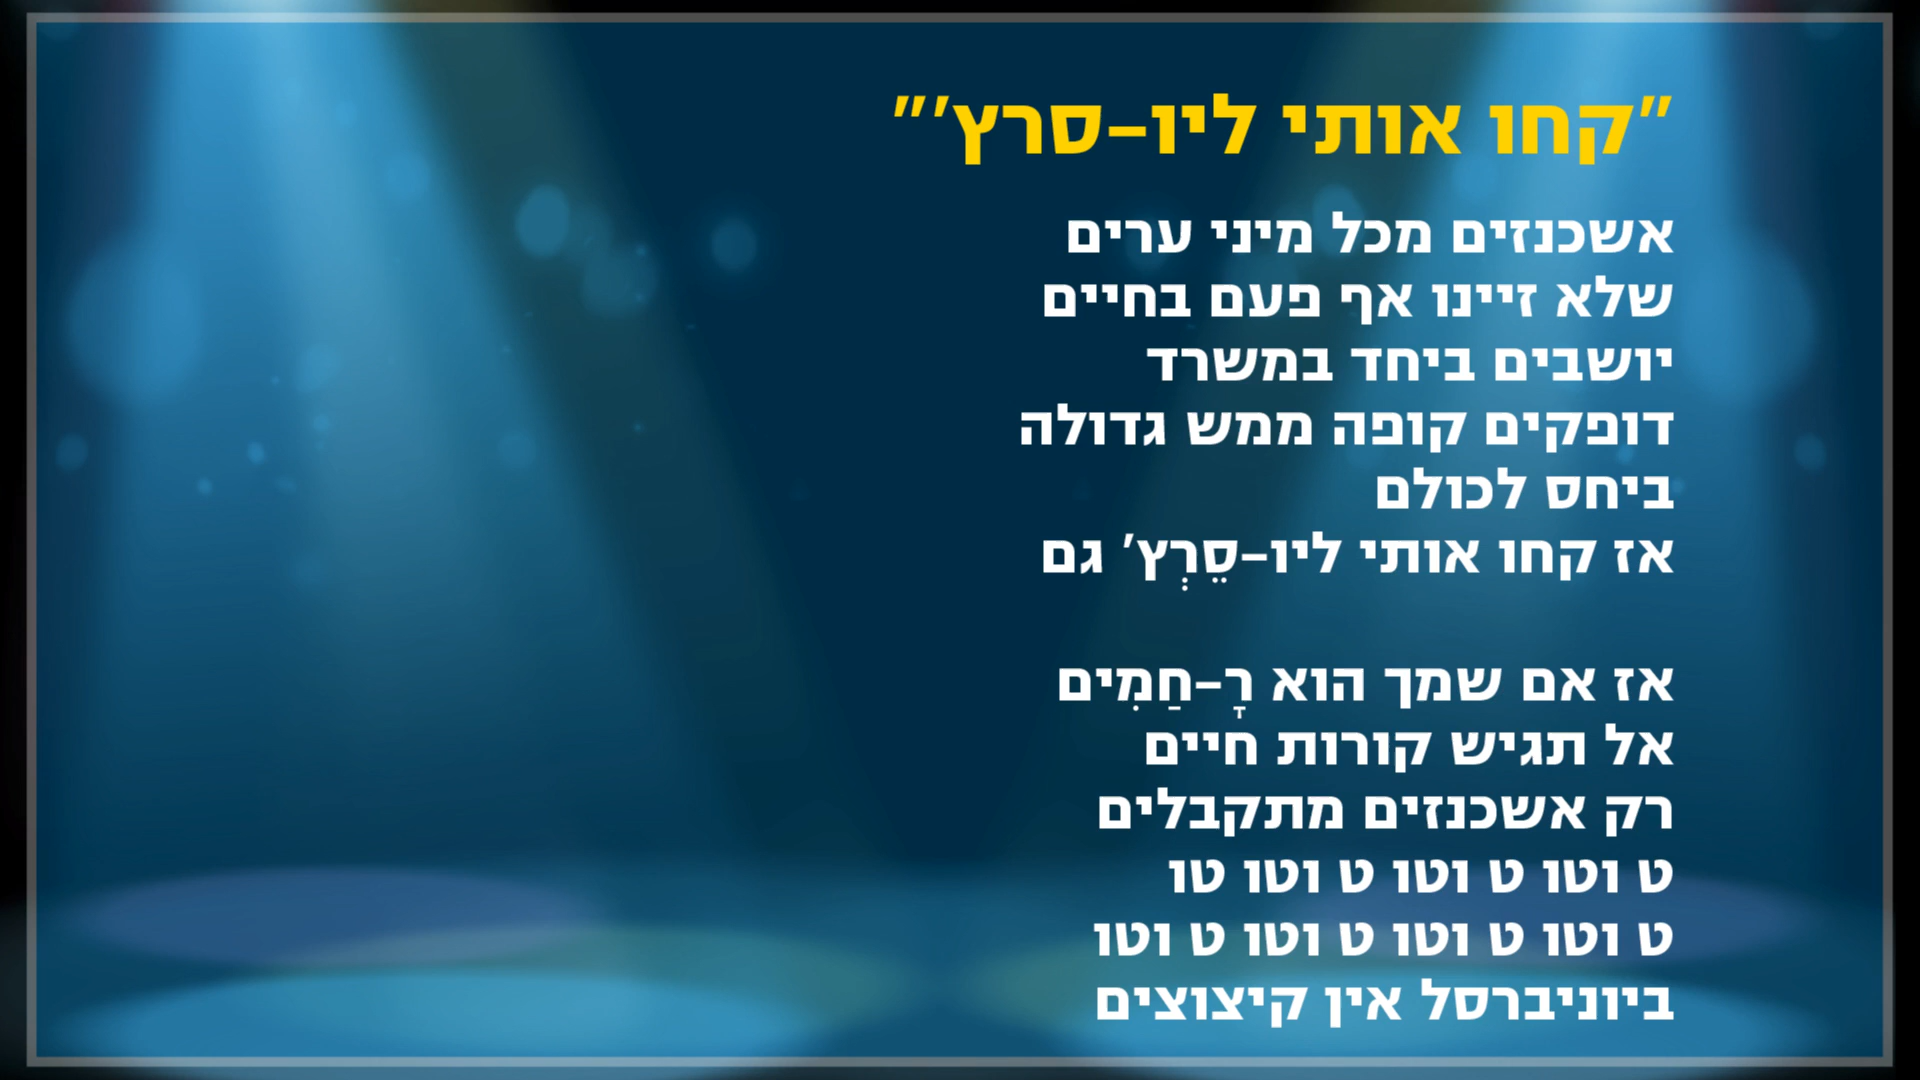 "קחו אותי ליו-סרץ'"
אשכנזים מכל מיני ערים
שלא זיינו אף פעם בחיים
יושבים ביחד במשרד
דופקים קופה ממש גדולה
ביחס לכולם
אז קחו אותי ליו-סֵרְץ' גם
אז אם שמך הוא רָ-חַמִים
אל תגיש קורות חיים
רק אשכנזים מתקבלים
ט וטו ט וטו ט וטו טו
ט וטו ט וטו ט וטו ט וטו
ביוניברסל אין קיצוצים